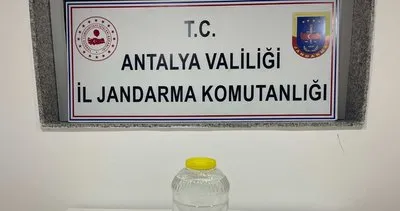 T.C.
ANTALYA VALİLİĞİ
İL JANDARMA KOMUTANLIĞI